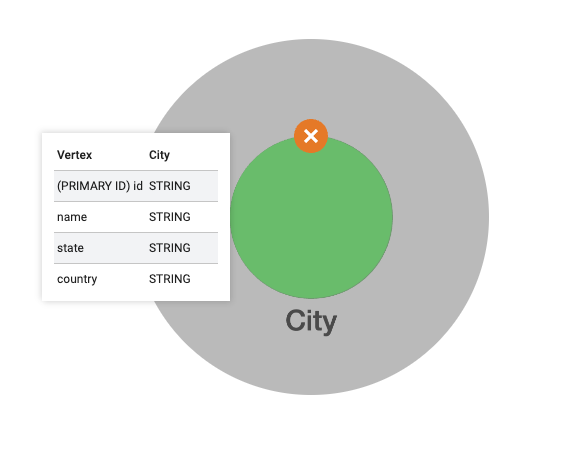 Vertex City
(PRIMARY ID) id STRING
name STRING
state STRING
country STRING
City